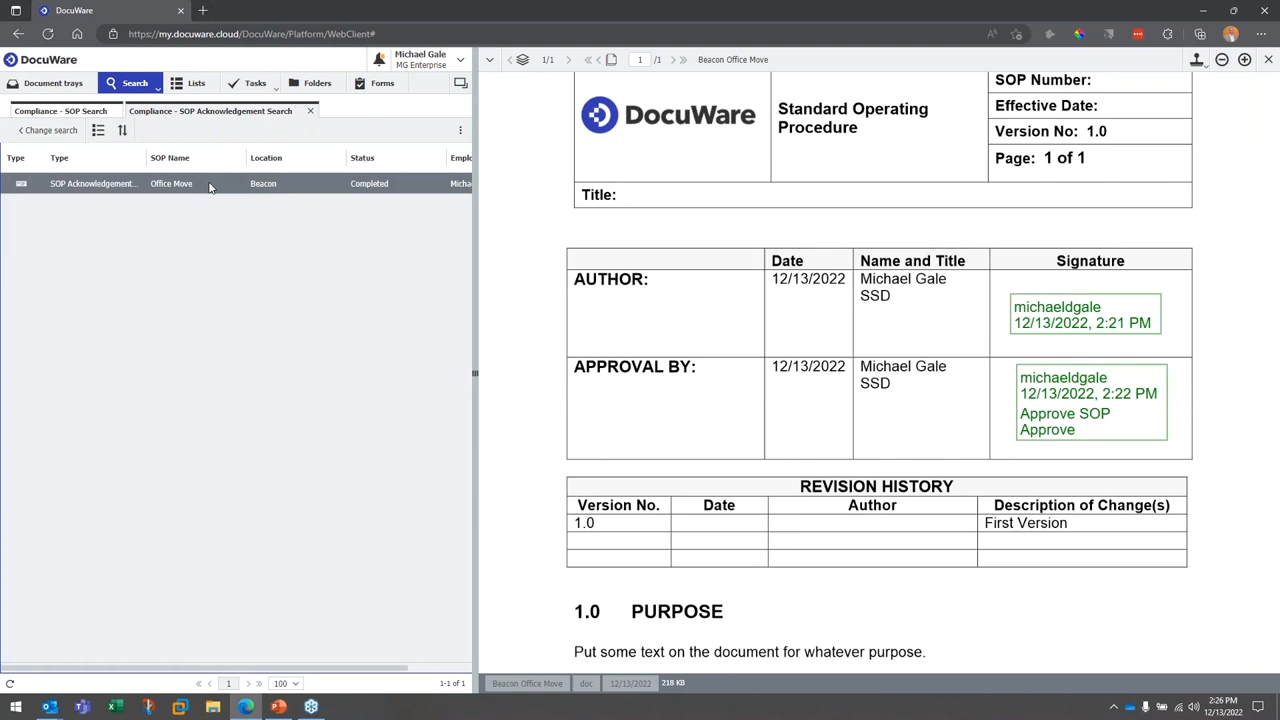 DocuWare
https://my.docuware.cloud/DocuWare/Platform/WebClient#
DocuWare
Michael Gale
MG Enterprise
1/1
1
/1
Beacon Office Move
Document trays
Search
Lists
Tasks
Folders
Forms
Compliance - SOP Search
Compliance - SOP Acknowledgement Search
Change search
Type
Type
SOP Name
Location
Status
Emplo
SOP Acknowledgement...
Office Move
Beacon
Completed
Micha
DocuWare
Standard Operating
Procedure
SOP Number:
Effective Date:
Version No: 1.0
Page: 1 of 1
Title:
Date
Name and Title
Signature
AUTHOR:
12/13/2022
Michael Gale
SSD
michaeldgale
12/13/2022, 2:21 PM
APPROVAL BY:
12/13/2022
Michael Gale
SSD
michaeldgale
12/13/2022, 2:22 PM
Approve SOP
Approve
REVISION HISTORY
Version No.
Date
Author
Description of Change(s)
1.0
First Version
1.0 PURPOSE
Put some text on the document for whatever purpose.
1
100
1-1 of 1
Beacon Office Move
doc
12/13/2022
218 KB
2:26 PM
12/13/2022